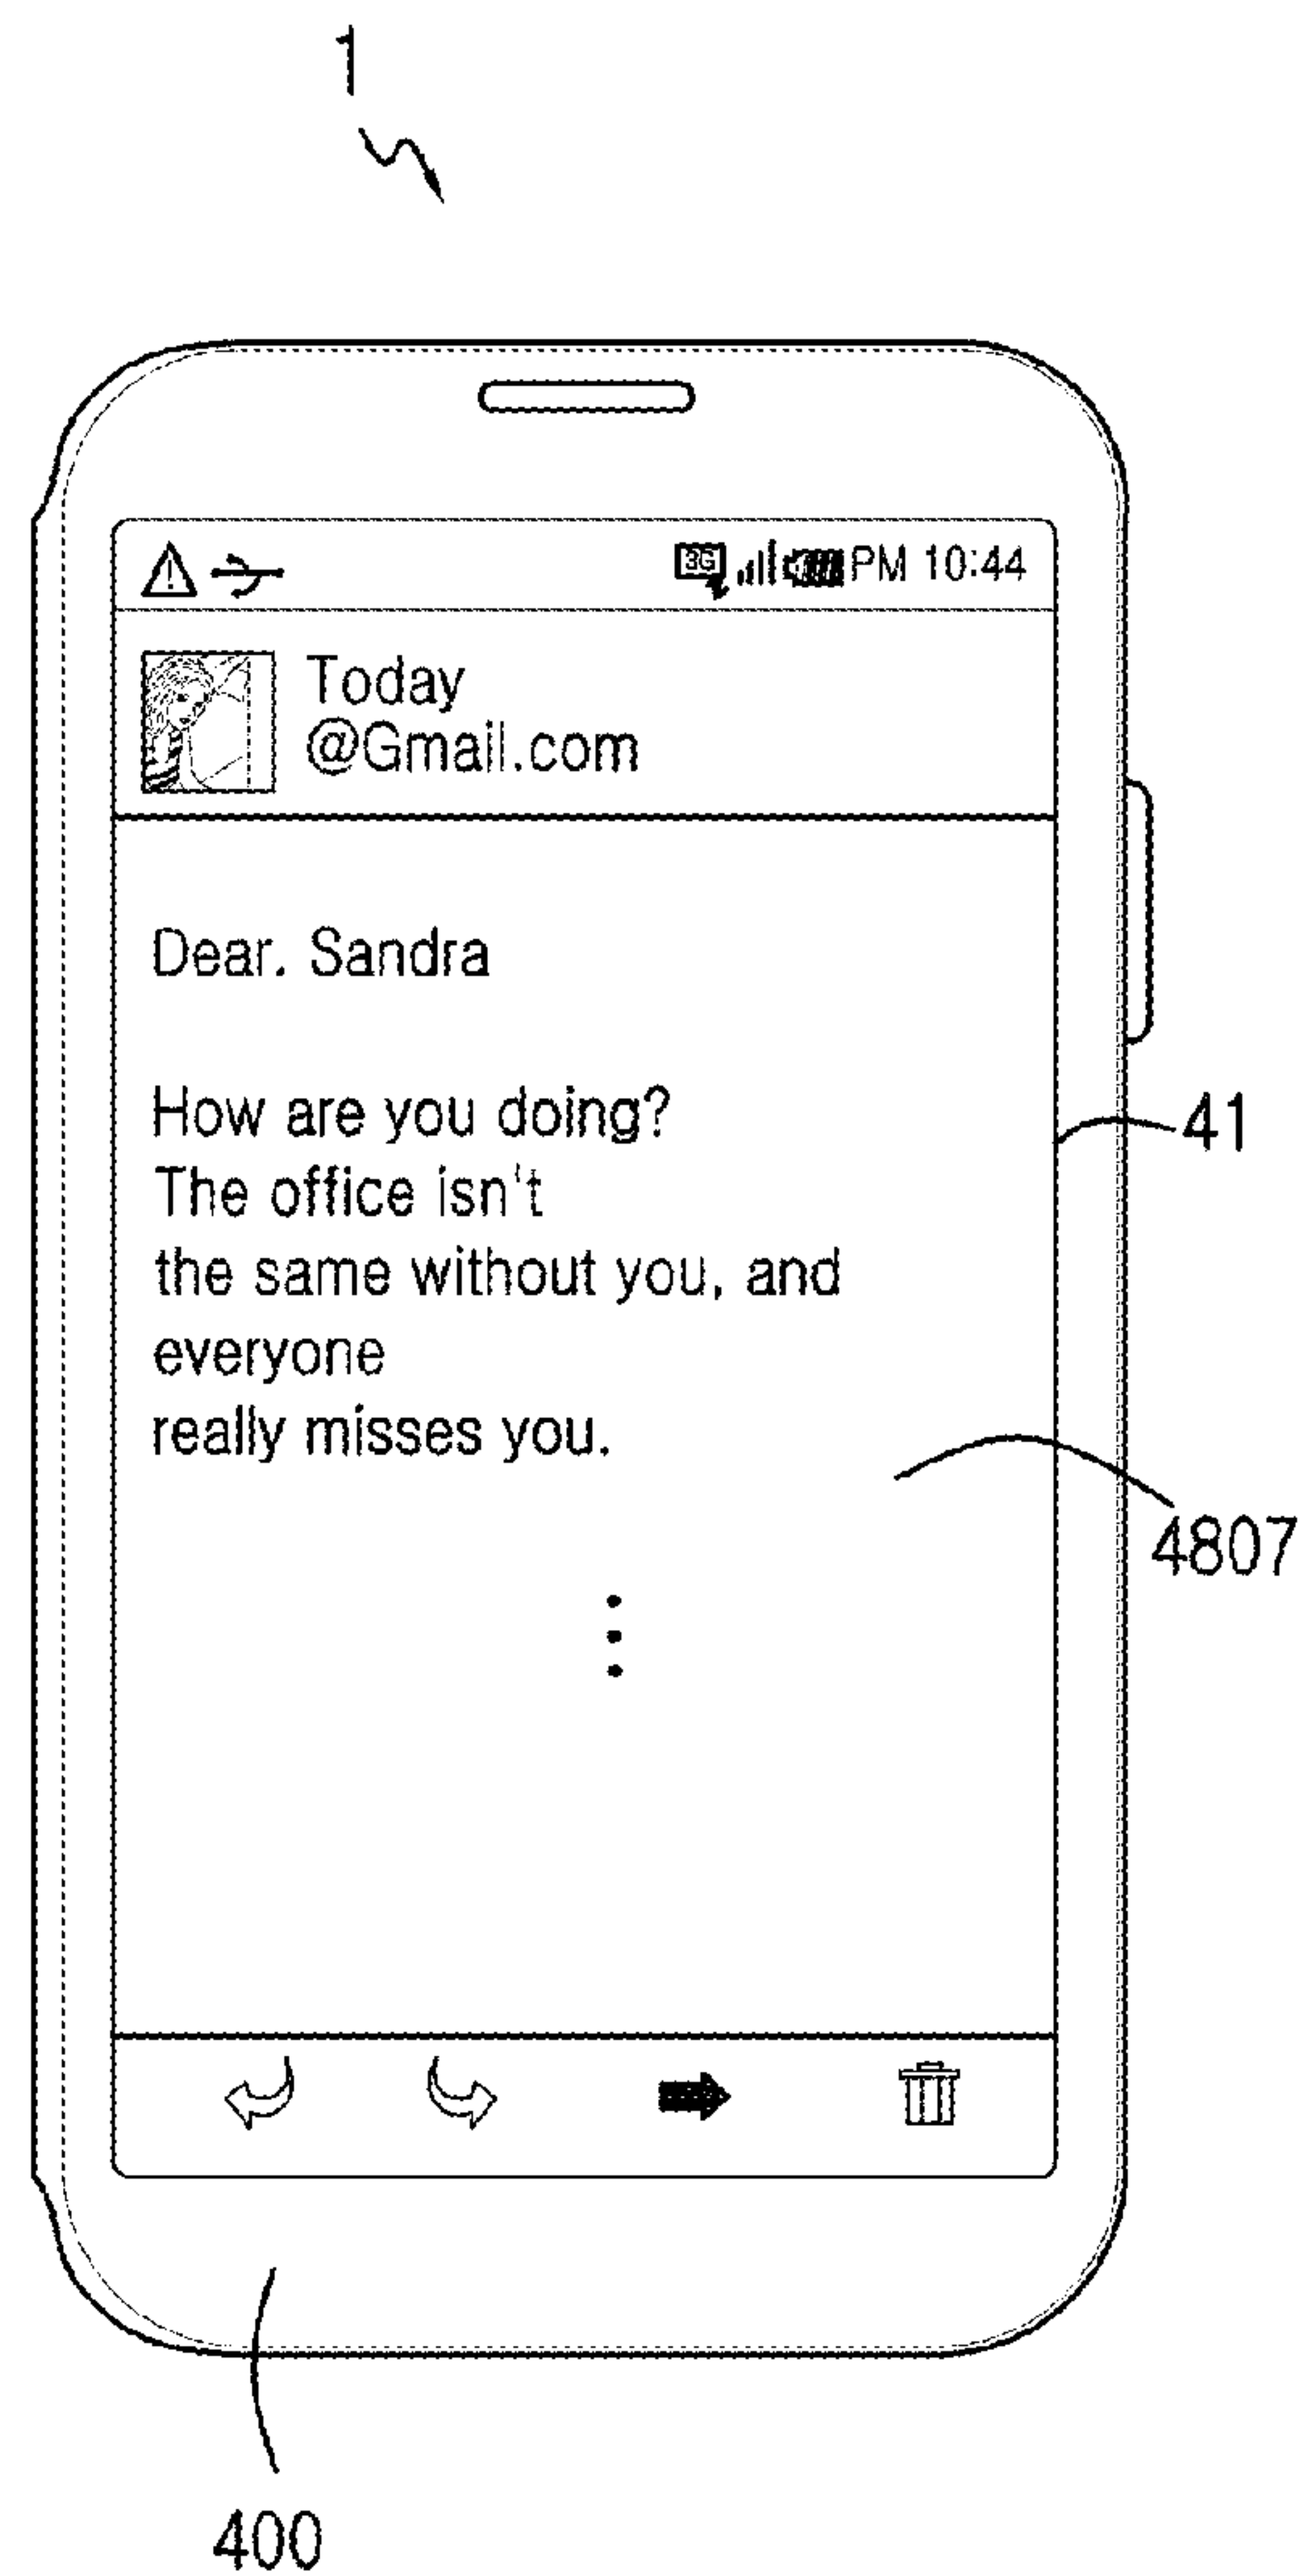 1
3G PM 10:44
Today
@Gmail.com
Dear. Sandra
How are you doing?
The office isn't
the same without you, and
everyone
really misses you.
41
4807
400